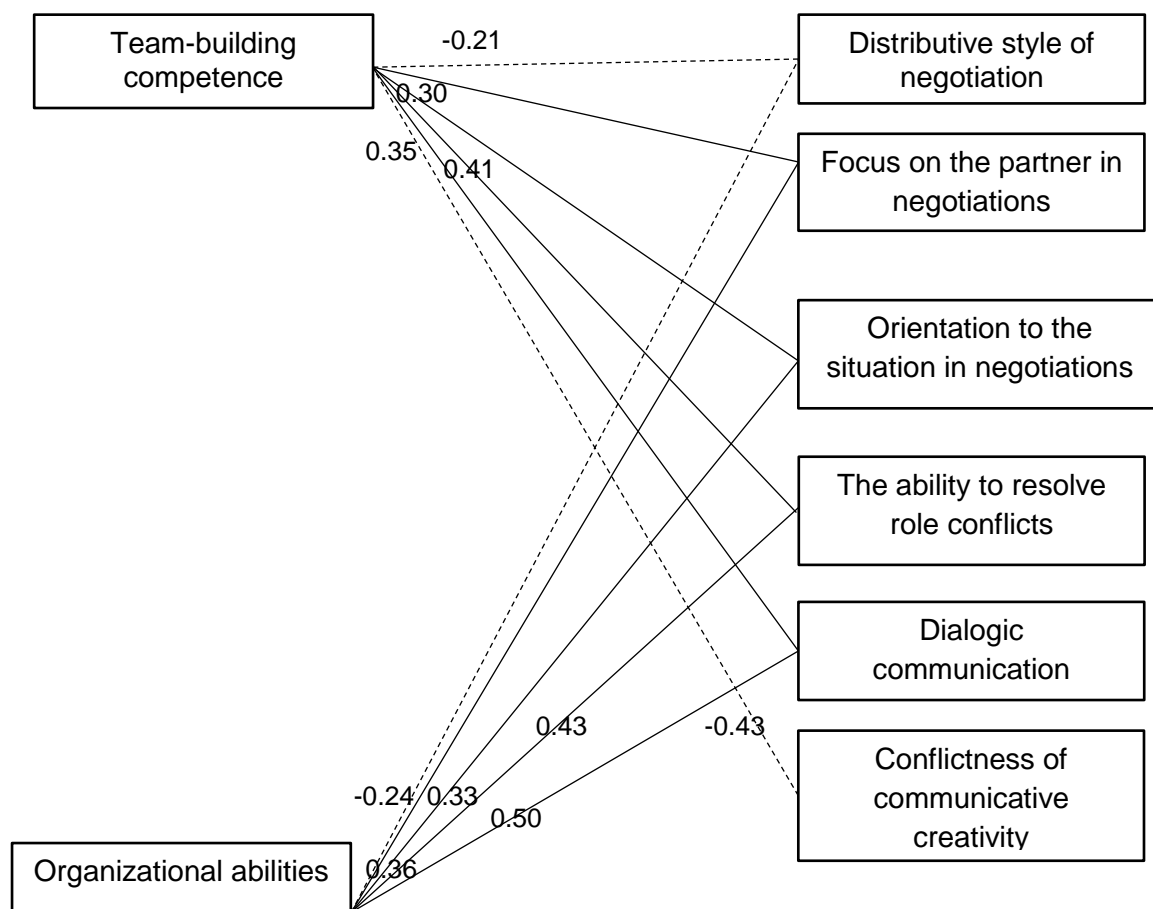 Team-building
competence
-0.21
0.30
0.35
0.41
Distributive style of
negotiation
Focus on the partner in
negotiations
Orientation to the
situation in negotiations
The ability to resolve
role conflicts
Dialogic
communication
0.43
-0.43
-0.24
0.33
0.50
0.36
Conflictness of
communicative
creativity
Organizational abilities